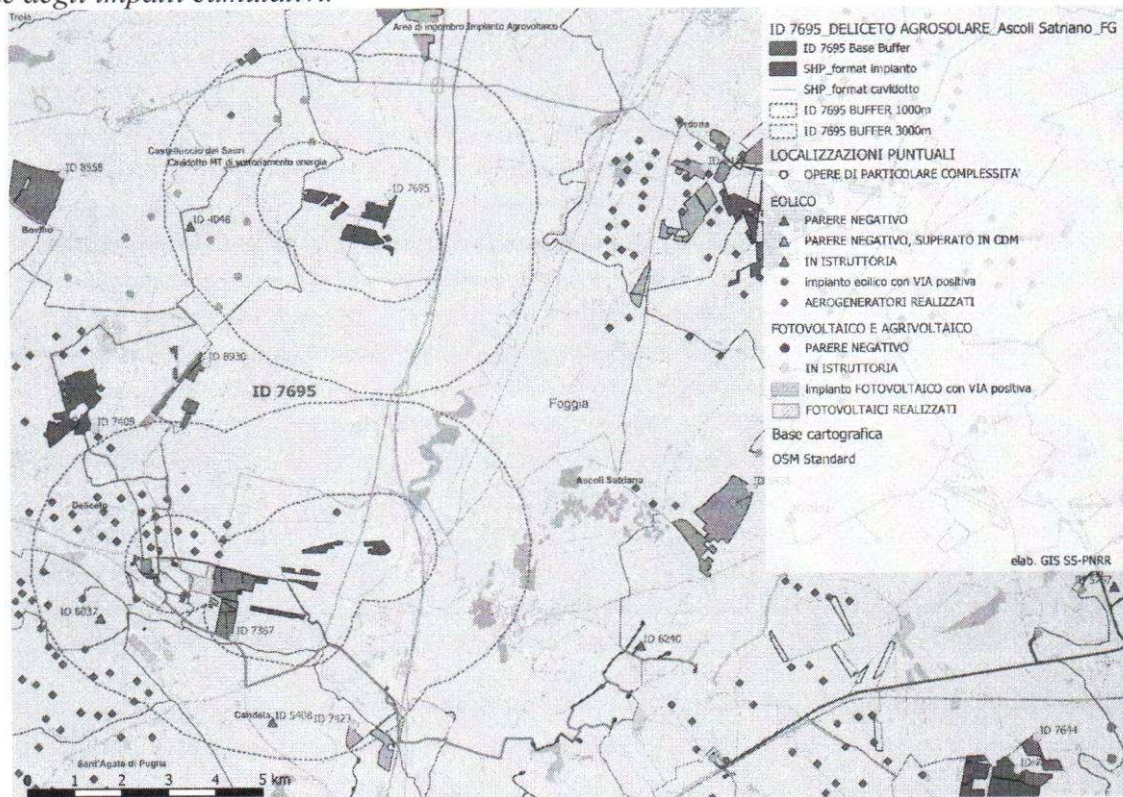 degli impatti cumulativi.
Troia
Area di ingombro Impianto Agrovoltaico
Castelluccio dei Sauri
Cavidotto MT di vettoriamento energia
ID 8558
ID 7695
ID 4048
Bovino
Ordona
ID 8930
ID 7695
Foggia
ID 7409
Ascoli Satriano
Deliceto
ID 6037
ID 7367
ID 6240
Candela
ID 5408
ID 7423
ID 7644
Sant'Agata di Puglia
0 1 2 3 4 5 km
ID 7695_DELICETO AGROSOLARE_Ascoli Satriano_FG
ID 7695 Base Buffer
SHP_format impianto
SHP_format cavidotto
ID 7695 BUFFER 1000m
ID 7695 BUFFER 3000m
LOCALIZZAZIONI PUNTUALI
OPERE DI PARTICOLARE COMPLESSITA'
EOLICO
PARERE NEGATIVO
PARERE NEGATIVO, SUPERATO IN CDM
IN ISTRUTTORIA
impianto eolico con VIA positiva
AEROGENERATORI REALIZZATI
FOTOVOLTAICO E AGRIVOLTAICO
PARERE NEGATIVO
IN ISTRUTTORIA
Impianto FOTOVOLTAICO con VIA positiva
FOTOVOLTAICI REALIZZATI
Base cartografica
OSM Standard
elab. GIS SS-PNRR